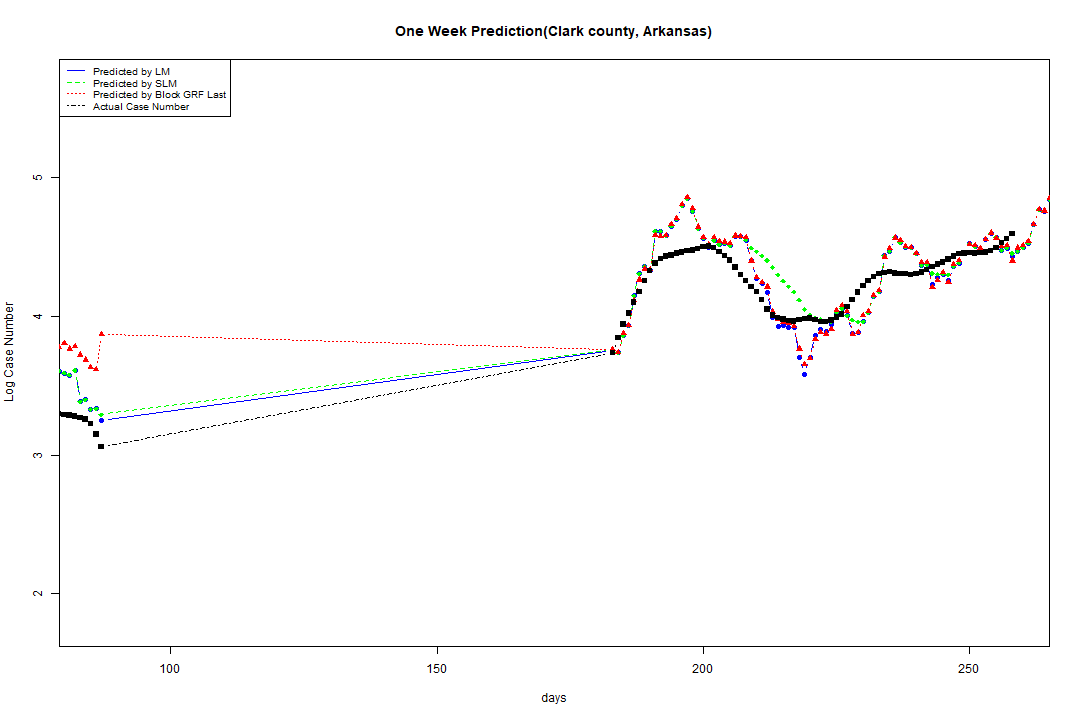 One Week Prediction(Clark county, Arkansas)
Predicted by LM
Predicted by SLM
Predicted by Block GRF Last
Actual Case Number
5
4
3
2
Log Case Number
100 150 200 250
days